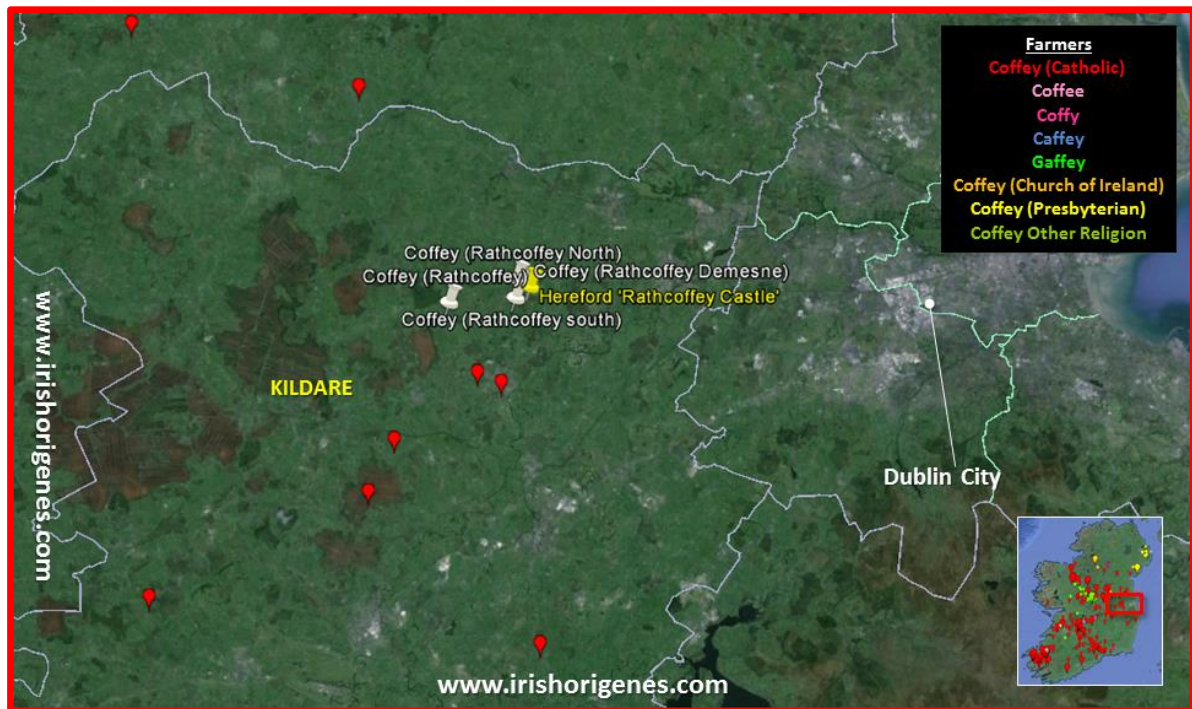 Farmers
Coffey (Catholic)
Coffee
Coffy
Caffey
Gaffey
Coffey (Church of Ireland)
Coffey (Presbyterian)
Coffey Other Religion
Coffey (Rathcoffey North)
Coffey (Rathcoffey)
Coffey (Rathcoffey Demesne)
Hereford 'Rathcoffey Castle'
Coffey (Rathcoffey south)
www.irishorigenes.com
KILDARE
Dublin City
www.irishorigenes.com